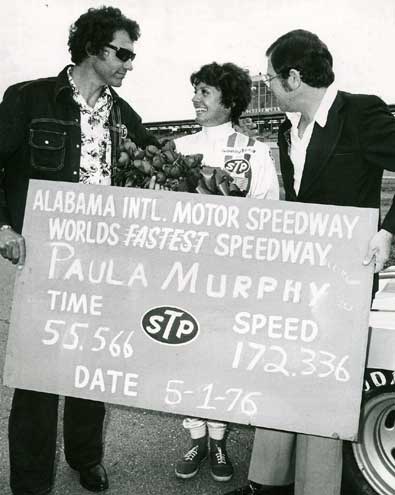 STP
ALABAMA INTL. MOTOR SPEEDWAY
WORLDS FASTEST SPEEDWAY
PAULA MURPHY
TIME
55.566
STP
SPEED
172.336
DATE 5-1-76